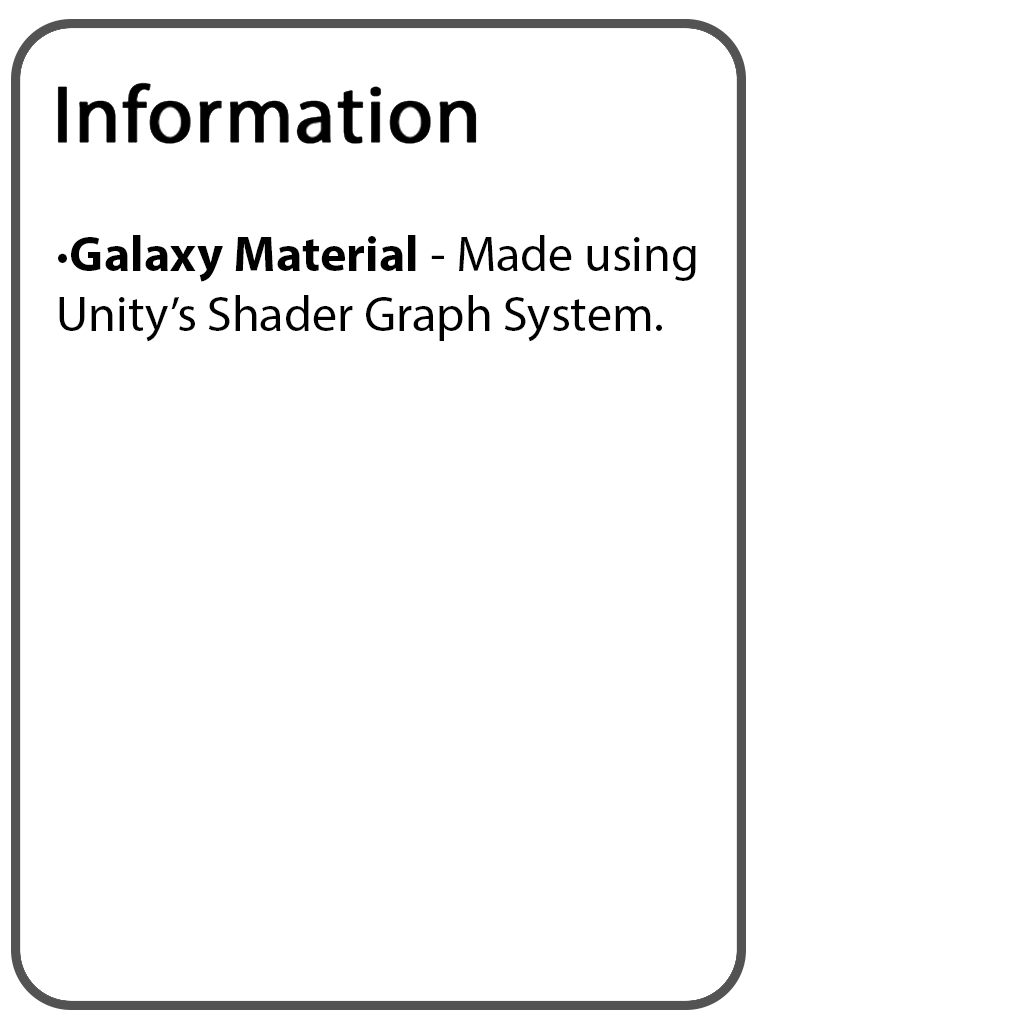 Information
•Galaxy Material - Made using
Unity’s Shader Graph System.